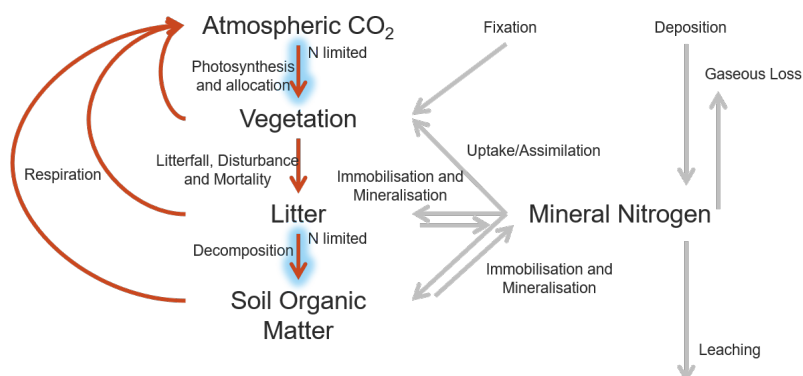 Atmospheric CO₂
Fixation
Deposition
N limited
Photosynthesis
and allocation
Gaseous Loss
Vegetation
Uptake/Assimilation
Litterfall, Disturbance
and Mortality
Respiration
Immobilisation and
Mineralisation
Litter
Mineral Nitrogen
N limited
Decomposition
Immobilisation and
Mineralisation
Soil Organic
Matter
Leaching